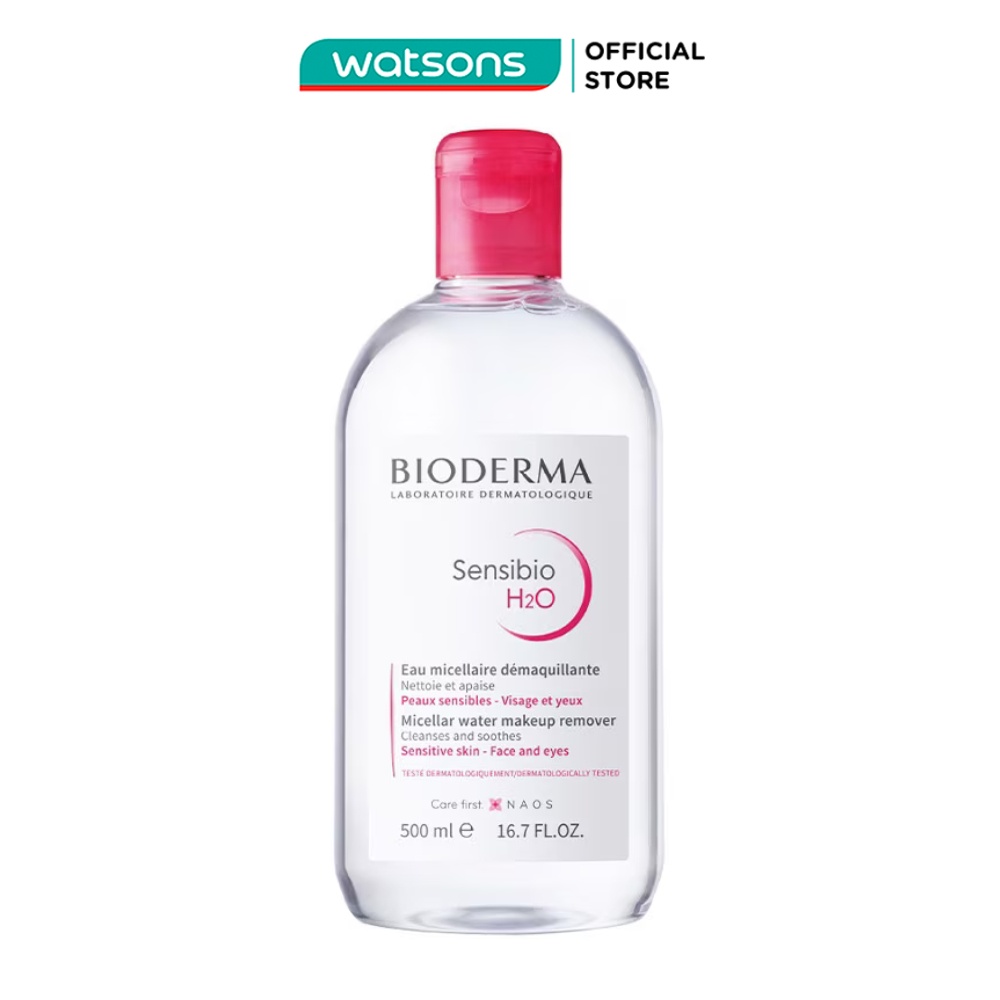 watsons
OFFICIAL
STORE
BIODERMA
LABORATOIRE DERMATOLOGIQUE
Sensibio
H2O
Eau micellaire démaquillante
Nettoie et apaise
Peaux sensibles - Visage et yeux
Micellar water makeup remover
Cleanses and soothes
Sensitive skin - Face and eyes
TESTÉ DERMATOLOGIQUEMENT/DERMATOLOGICALLY TESTED
Care first. NAOS
500 ml ℮ 16.7 FL.OZ.